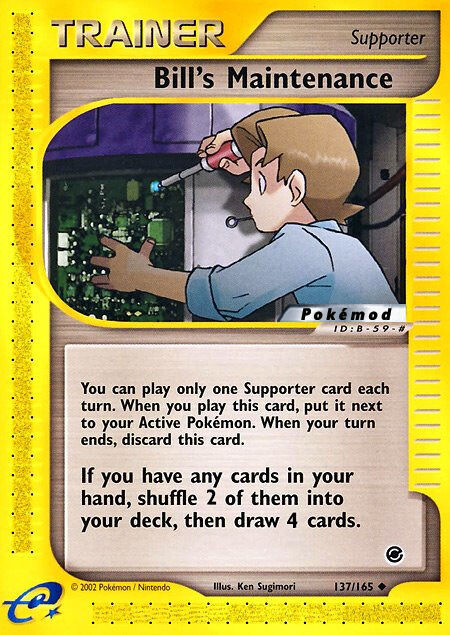 TRAINER
Supporter
Bill's Maintenance
Pokémod
ID:B-59-#
You can play only one Supporter card each
turn. When you play this card, put it next
to your Active Pokémon. When your turn
ends, discard this card.
If you have any cards in your
hand, shuffle 2 of them into
your deck, then draw 4 cards.
© 2002 Pokémon / Nintendo
Illus. Ken Sugimori
137/165 ◆
e